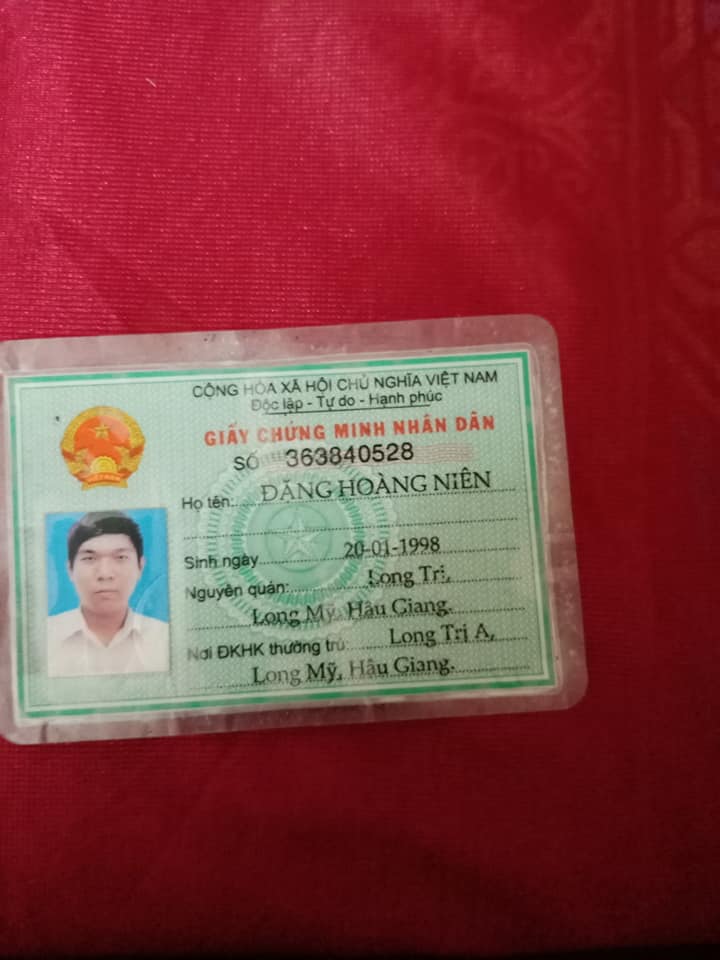 CỘNG HÒA XÃ HỘI CHỦ NGHĨA VIỆT NAM
Độc lập - Tự do - Hạnh phúc
GIẤY CHỨNG MINH NHÂN DÂN
SỐ 363840528
Họ tên: ĐẶNG HOÀNG NIÊN
Sinh ngày 20-01-1998
Nguyên quán: Long Trị,
Long Mỹ, Hậu Giang.
Nơi ĐKHK thường trú: Long Trị A,
Long Mỹ, Hậu Giang.
VIỆT NAM